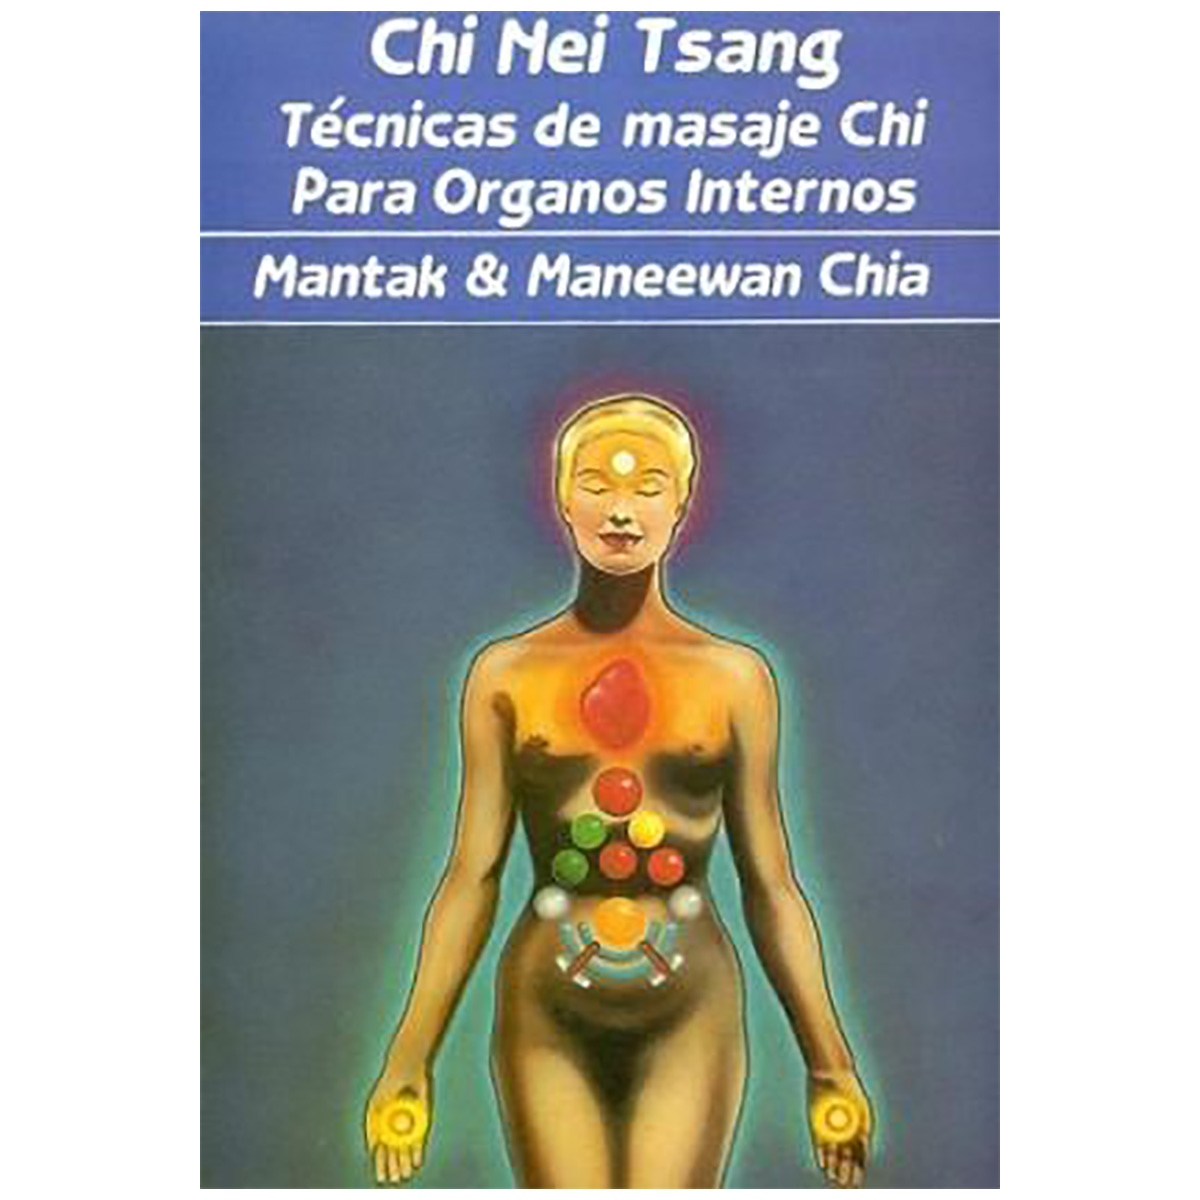 Chi Nei Tsang
Técnicas de masaje Chi
Para Organos Internos
Mantak & Maneewan Chia